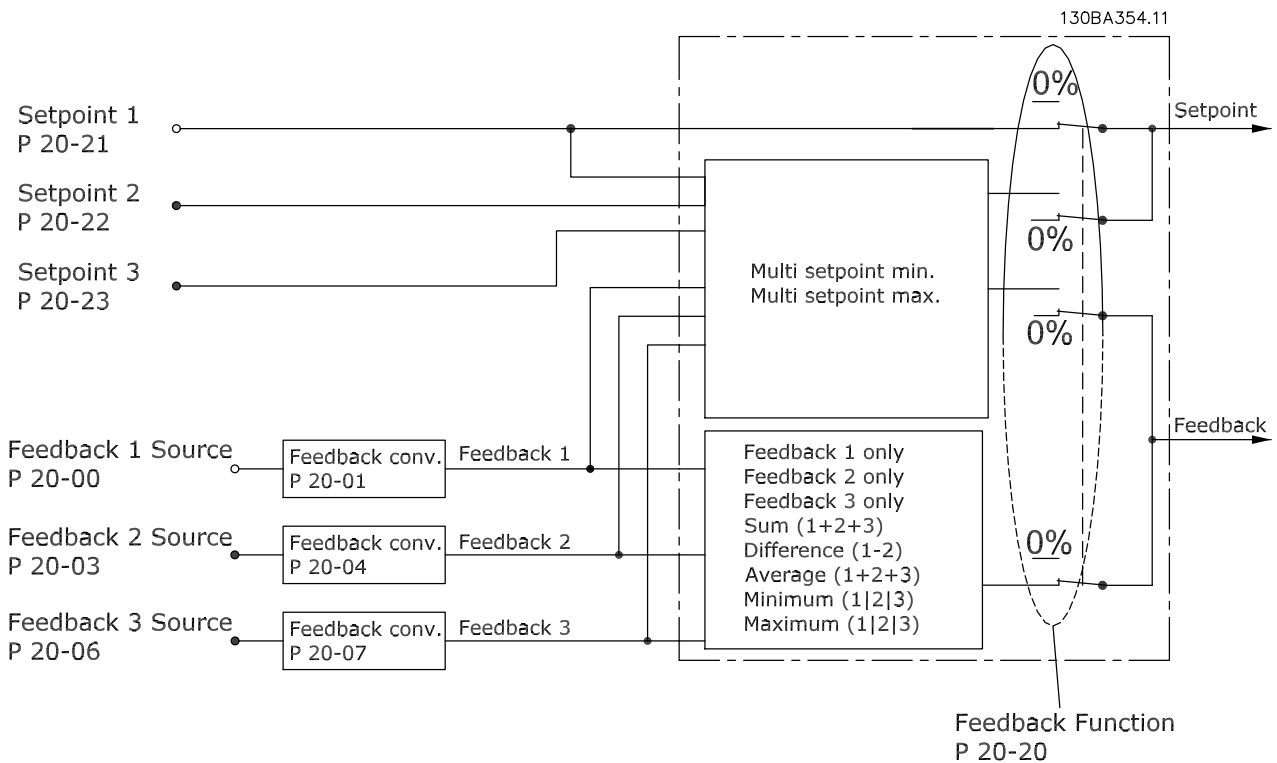 130BA354.11
0%
Setpoint 1
P 20-21
Setpoint
Setpoint 2
P 20-22
0%
Setpoint 3
P 20-23
Multi setpoint min.
Multi setpoint max.
0%
Feedback
Feedback 1 Source
P 20-00
Feedback conv.
P 20-01
Feedback 1
Feedback 1 only
Feedback 2 only
Feedback 3 only
Sum (1+2+3)
Difference (1-2)
Average (1+2+3)
Minimum (1|2|3)
Maximum (1|2|3)
0%
Feedback 2 Source
P 20-03
Feedback conv.
P 20-04
Feedback 2
Feedback 3 Source
P 20-06
Feedback conv.
P 20-07
Feedback 3
Feedback Function
P 20-20